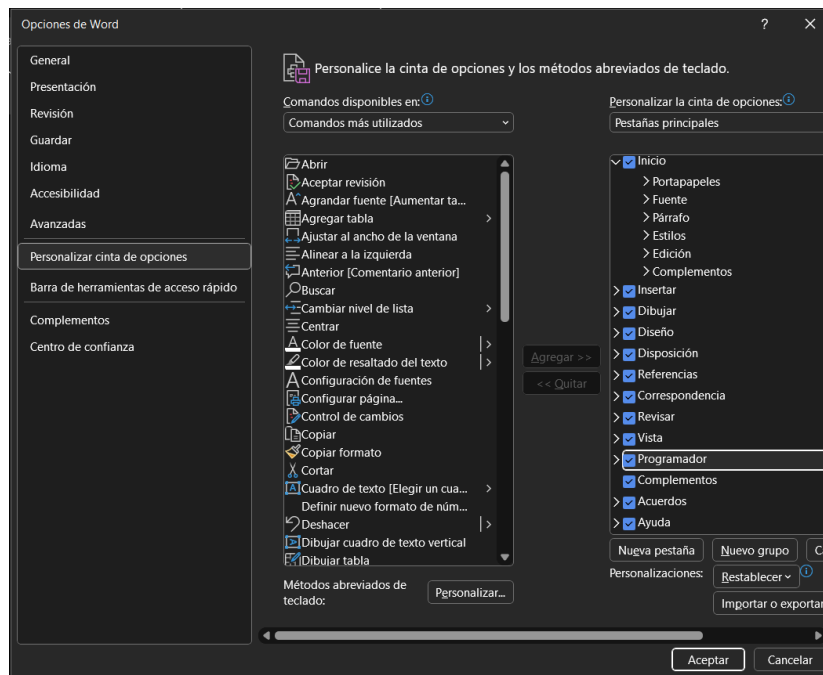 Opciones de Word
?
General
Presentación
Revisión
Guardar
Idioma
Accesibilidad
Avanzadas
Personalizar cinta de opciones
Barra de herramientas de acceso rápido
Complementos
Centro de confianza
Personalice la cinta de opciones y los métodos abreviados de teclado.
Comandos disponibles en:
Comandos más utilizados
Abrir
Aceptar revisión
Agrandar fuente [Aumentar ta...
Agregar tabla
Ajustar al ancho de la ventana
Alinear a la izquierda
Anterior [Comentario anterior]
Buscar
Cambiar nivel de lista
Centrar
Color de fuente
Color de resaltado del texto
Configuración de fuentes
Configurar página...
Control de cambios
Copiar
Copiar formato
Cortar
Cuadro de texto [Elegir un cua...
Definir nuevo formato de núm...
Deshacer
Dibujar cuadro de texto vertical
Dibujar tabla
Métodos abreviados de
teclado:
Personalizar...
Agregar >>
<< Quitar
Personalizar la cinta de opciones:
Pestañas principales
Inicio
Portapapeles
Fuente
Párrafo
Estilos
Edición
Complementos
Insertar
Dibujar
Diseño
Disposición
Referencias
Correspondencia
Revisar
Vista
Programador
Complementos
Acuerdos
Ayuda
Nueva pestaña
Nuevo grupo
Personalizaciones:
Restablecer
Importar o exportar
Aceptar
Cancelar